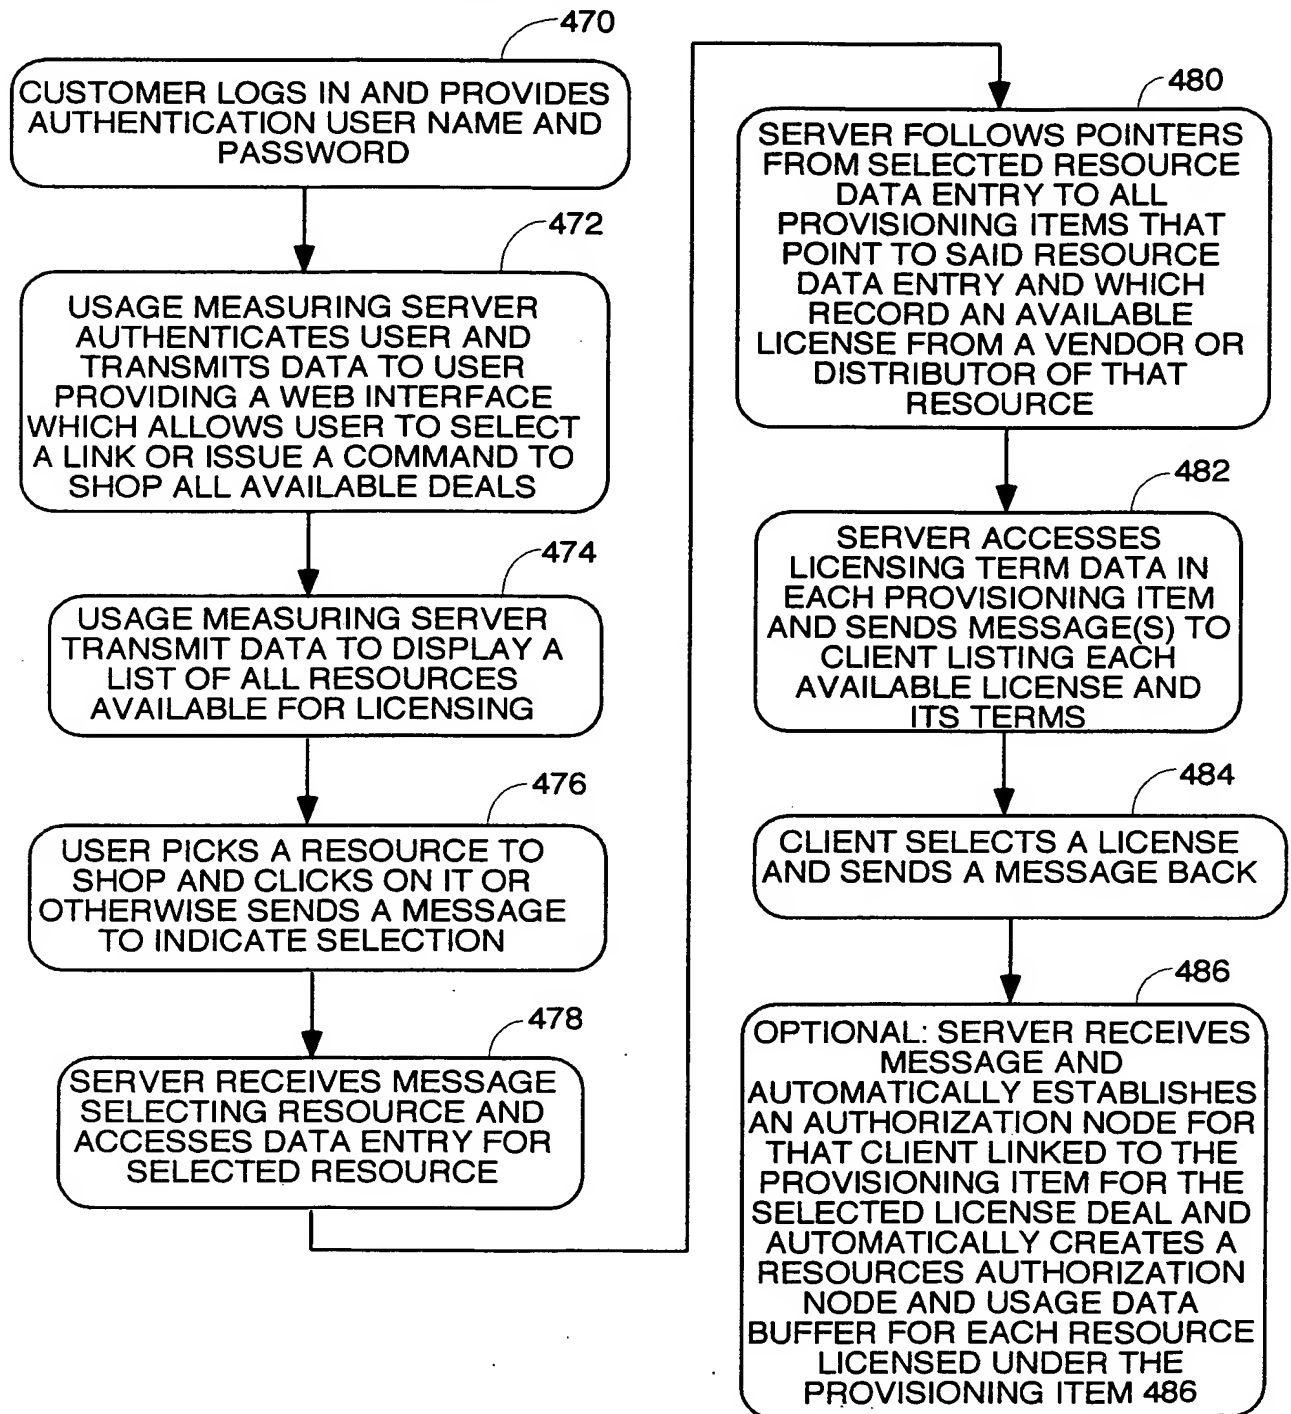 470
CUSTOMER LOGS IN AND PROVIDES
AUTHENTICATION USER NAME AND
PASSWORD
472
USAGE MEASURING SERVER
AUTHENTICATES USER AND
TRANSMITS DATA TO USER
PROVIDING A WEB INTERFACE
WHICH ALLOWS USER TO SELECT
A LINK OR ISSUE A COMMAND TO
SHOP ALL AVAILABLE DEALS
474
USAGE MEASURING SERVER
TRANSMIT DATA TO DISPLAY A
LIST OF ALL RESOURCES
AVAILABLE FOR LICENSING
476
USER PICKS A RESOURCE TO
SHOP AND CLICKS ON IT OR
OTHERWISE SENDS A MESSAGE
TO INDICATE SELECTION
478
SERVER RECEIVES MESSAGE
SELECTING RESOURCE AND
ACCESSES DATA ENTRY FOR
SELECTED RESOURCE
480
SERVER FOLLOWS POINTERS
FROM SELECTED RESOURCE
DATA ENTRY TO ALL
PROVISIONING ITEMS THAT
POINT TO SAID RESOURCE
DATA ENTRY AND WHICH
RECORD AN AVAILABLE
LICENSE FROM A VENDOR OR
DISTRIBUTOR OF THAT
RESOURCE
482
SERVER ACCESSES
LICENSING TERM DATA IN
EACH PROVISIONING ITEM
AND SENDS MESSAGE(S) TO
CLIENT LISTING EACH
AVAILABLE LICENSE AND
ITS TERMS
484
CLIENT SELECTS A LICENSE
AND SENDS A MESSAGE BACK
486
OPTIONAL: SERVER RECEIVES
MESSAGE AND
AUTOMATICALLY ESTABLISHES
AN AUTHORIZATION NODE FOR
THAT CLIENT LINKED TO THE
PROVISIONING ITEM FOR THE
SELECTED LICENSE DEAL AND
AUTOMATICALLY CREATES A
RESOURCES AUTHORIZATION
NODE AND USAGE DATA
BUFFER FOR EACH RESOURCE
LICENSED UNDER THE
PROVISIONING ITEM 486